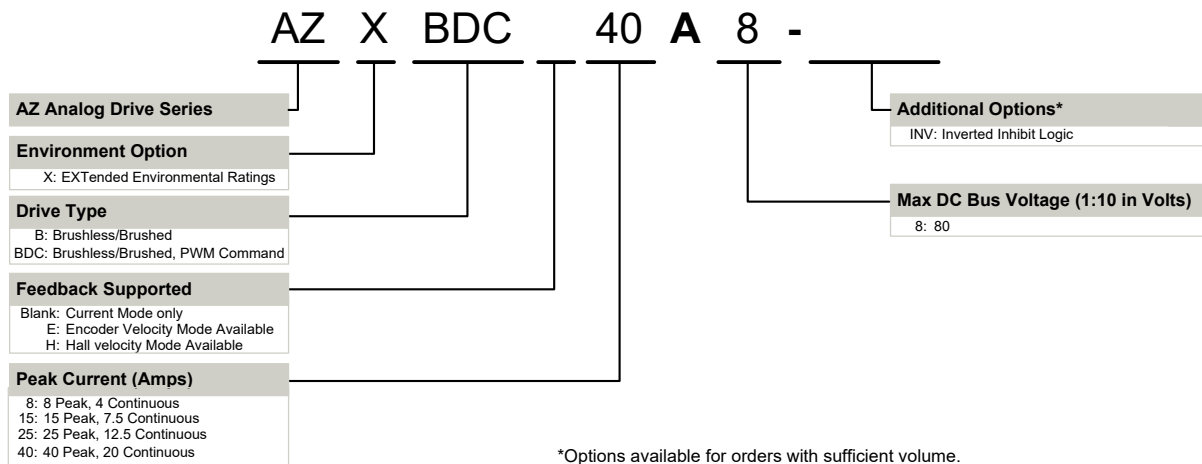 AZ X BDC 40 A 8 -
AZ Analog Drive Series
Environment Option
X: EXTended Environmental Ratings
Drive Type
B: Brushless/Brushed
BDC: Brushless/Brushed, PWM Command
Feedback Supported
Blank: Current Mode only
E: Encoder Velocity Mode Available
H: Hall velocity Mode Available
Peak Current (Amps)
8: 8 Peak, 4 Continuous
15: 15 Peak, 7.5 Continuous
25: 25 Peak, 12.5 Continuous
40: 40 Peak, 20 Continuous
Additional Options*
INV: Inverted Inhibit Logic
Max DC Bus Voltage (1:10 in Volts)
8: 80
*Options available for orders with sufficient volume.